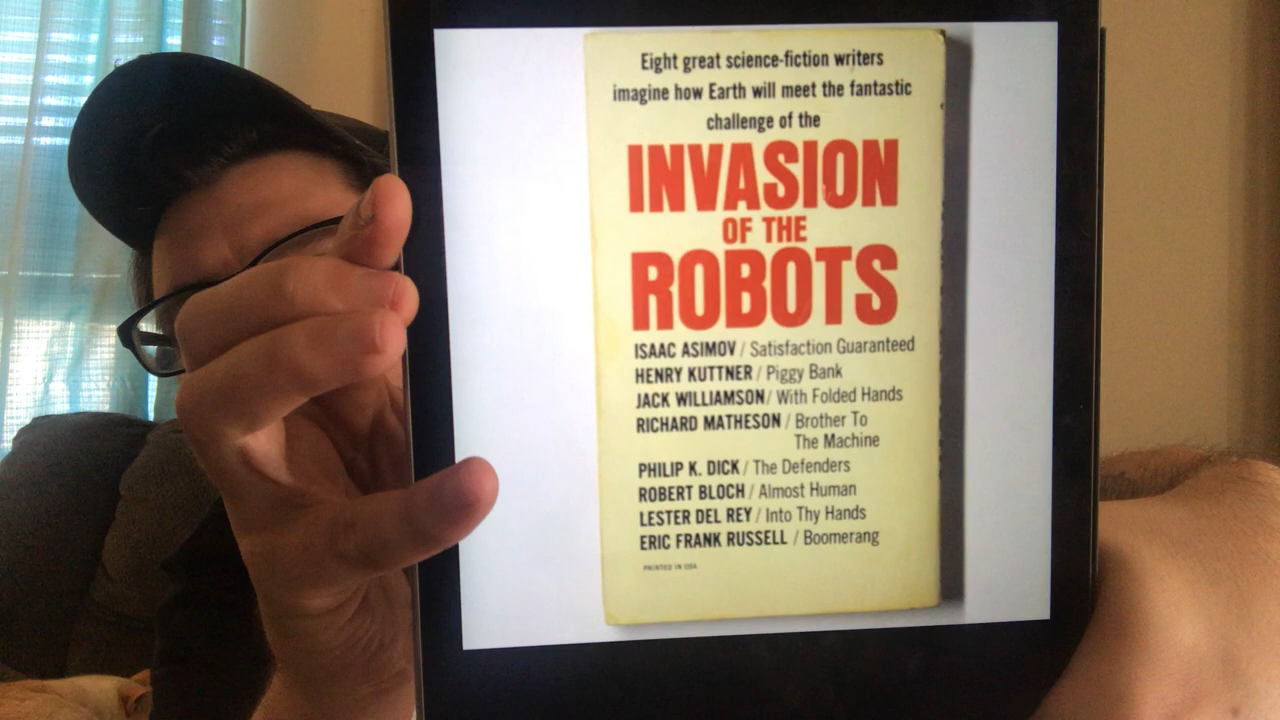 Eight great science-fiction writers
imagine how Earth will meet the fantastic
challenge of the
INVASION
OF THE
ROBOTS
ISAAC ASIMOV / Satisfaction Guaranteed
HENRY KUTTNER / Piggy Bank
JACK WILLIAMSON / With Folded Hands
RICHARD MATHESON / Brother To
The Machine
PHILIP K. DICK / The Defenders
ROBERT BLOCH / Almost Human
LESTER DEL REY / Into Thy Hands
ERIC FRANK RUSSELL / Boomerang
PRINTED IN USA